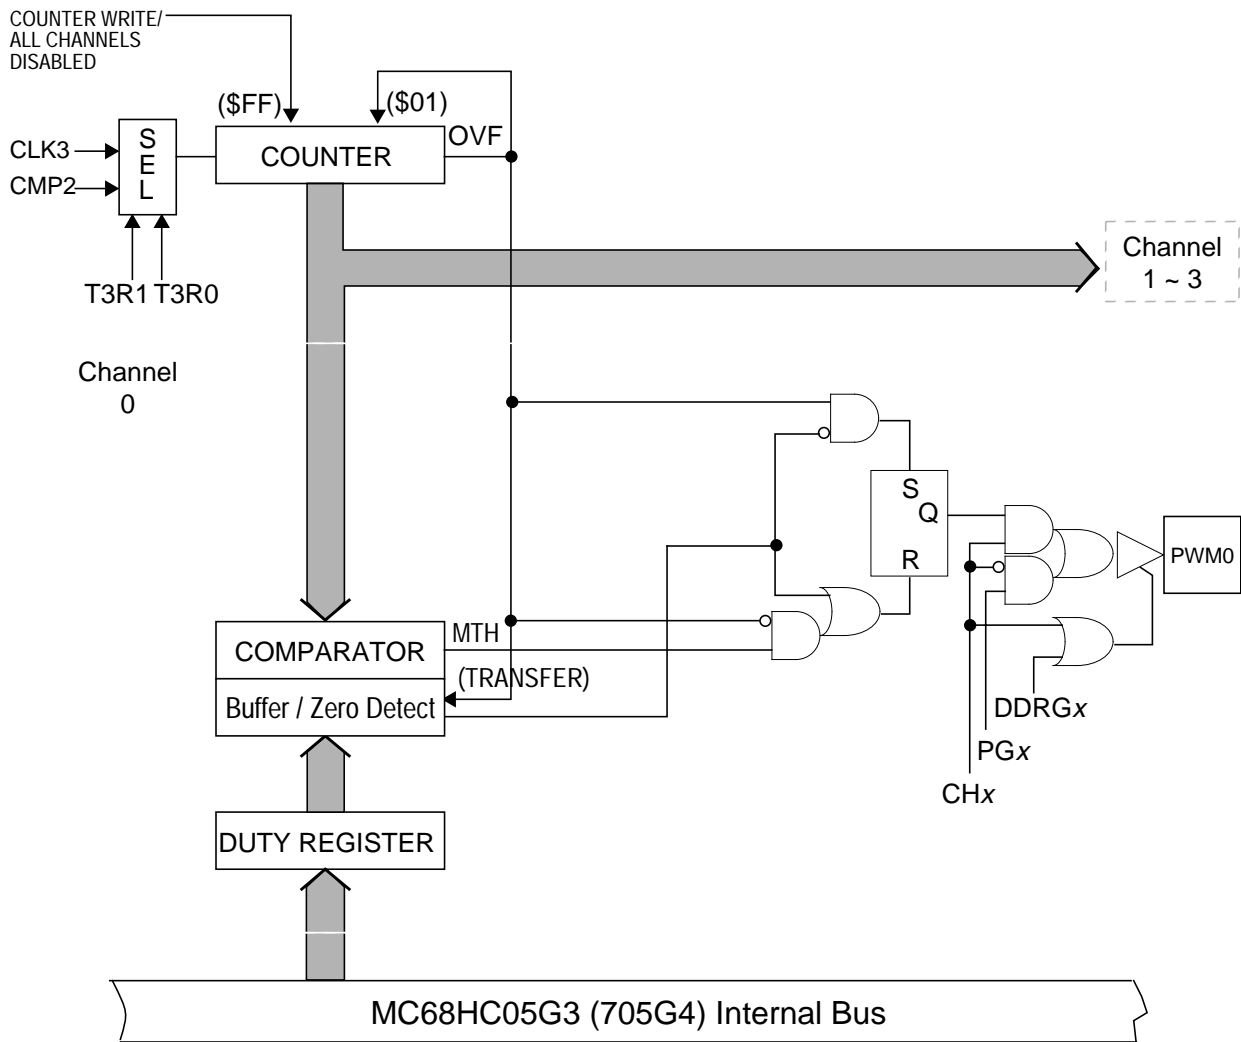 COUNTER WRITE/
ALL CHANNELS
DISABLED
($FF)
($01)
S
E
L
CLK3
CMP2
COUNTER
OVF
T3R1 T3R0
Channel
1 ~ 3
Channel
0
S
Q
R
PWM0
COMPARATOR
MTH
(TRANSFER)
Buffer / Zero Detect
DDRGx
PGx
CHx
DUTY REGISTER
MC68HC05G3 (705G4) Internal Bus